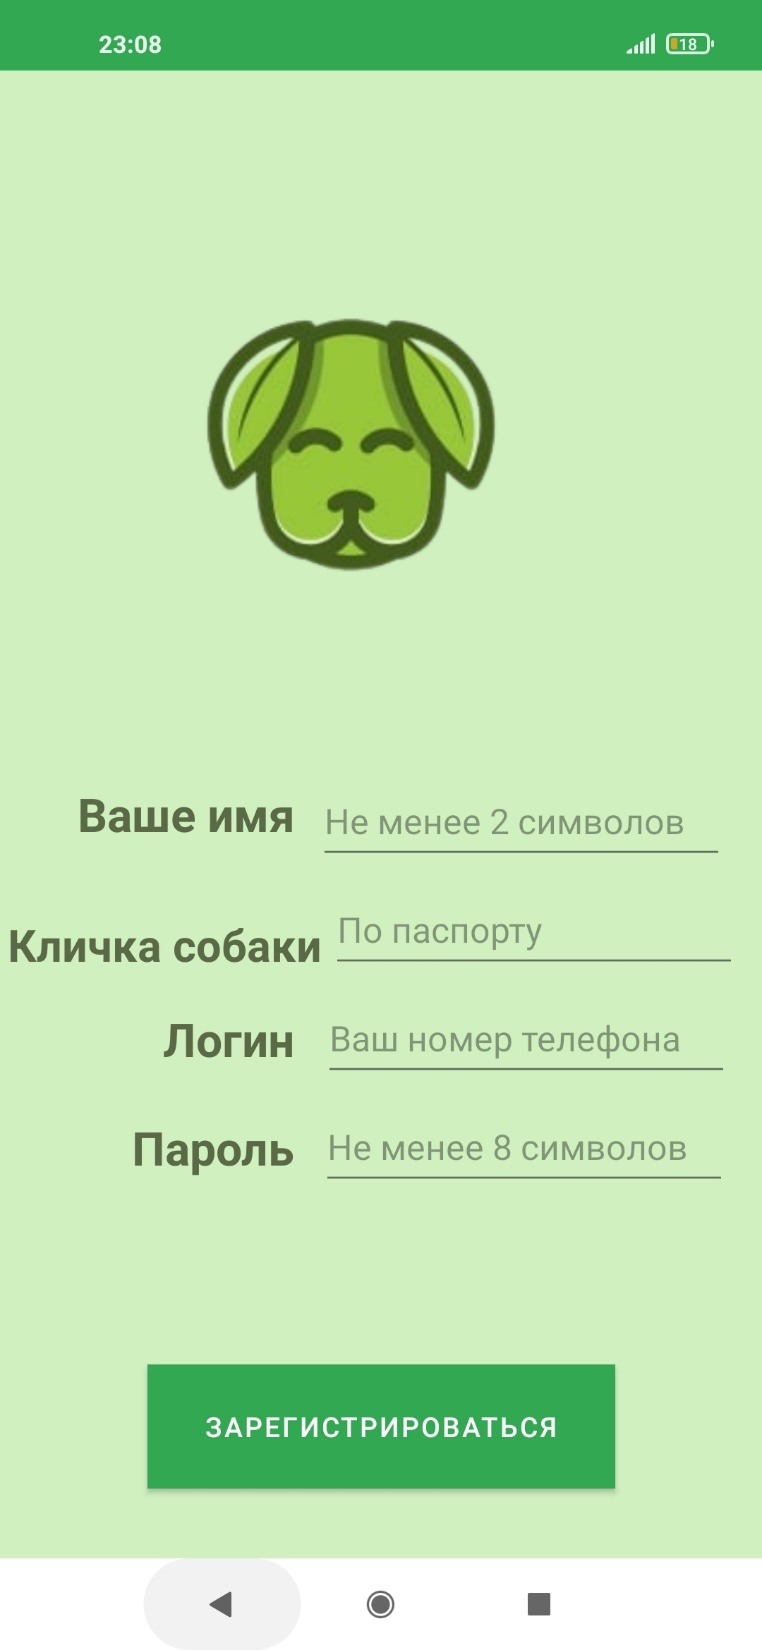 23:08
18
Ваше имя Не менее 2 символов
Кличка собаки По паспорту
Логин Ваш номер телефона
Пароль Не менее 8 символов
ЗАРЕГИСТРИРОВАТЬСЯ